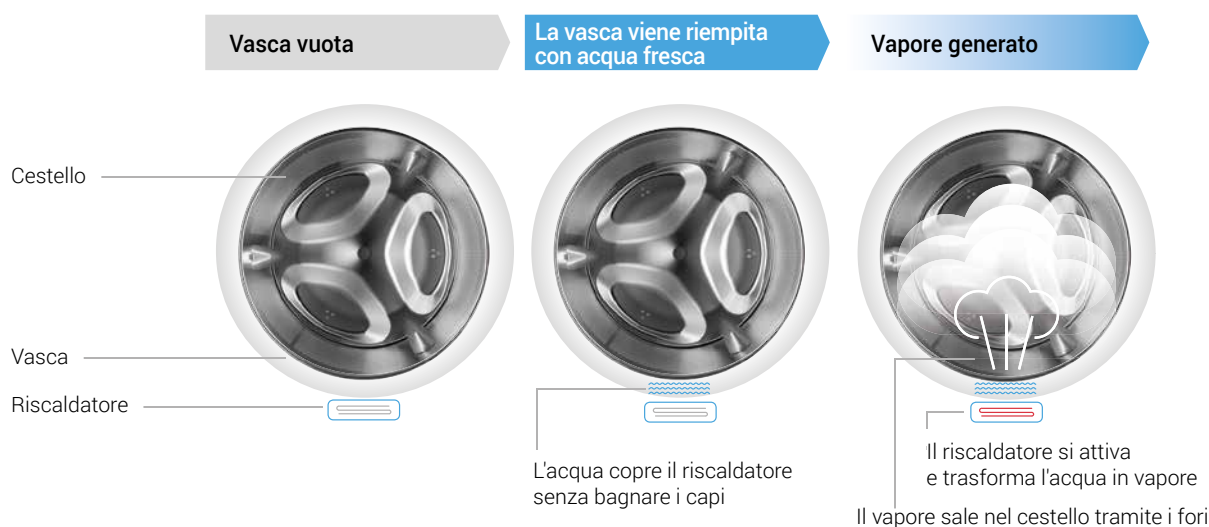 Vasca vuota
La vasca viene riempita
con acqua fresca
Vapore generato
Cestello
Vasca
Riscaldatore
L'acqua copre il riscaldatore
senza bagnare i capi
Il riscaldatore si attiva
e trasforma l'acqua in vapore
Il vapore sale nel cestello tramite i fori